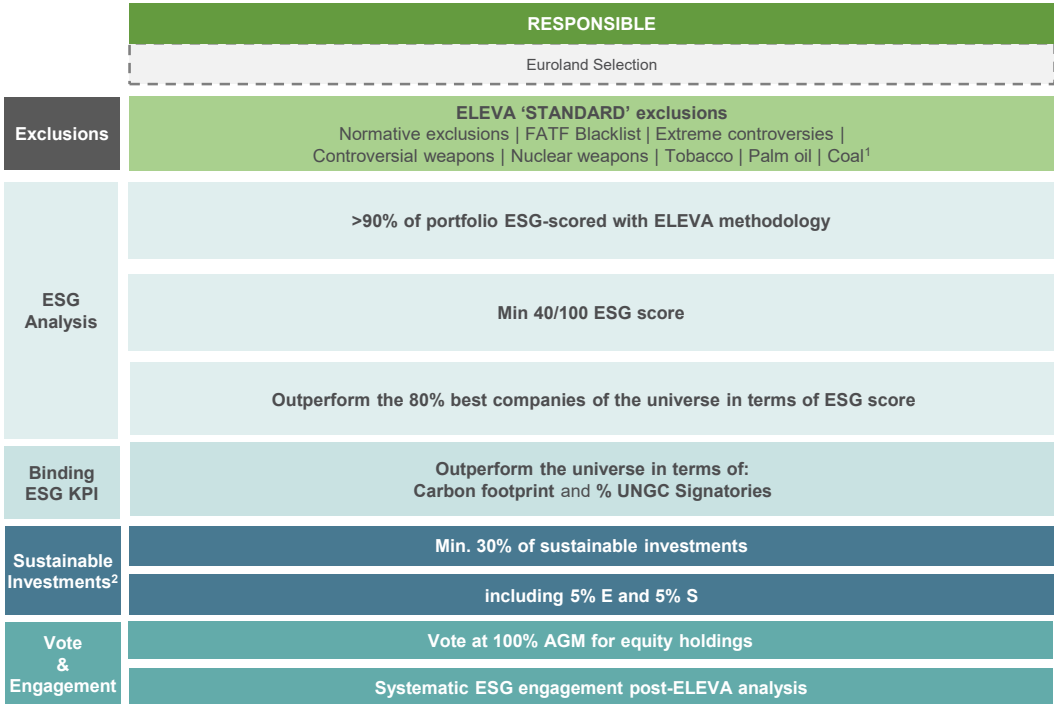 RESPONSIBLE
Euroland Selection
Exclusions
ELEVA ‘STANDARD’ exclusions
Normative exclusions | FATF Blacklist | Extreme controversies |
Controversial weapons | Nuclear weapons | Tobacco | Palm oil | Coal¹
ESG
Analysis
>90% of portfolio ESG-scored with ELEVA methodology
Min 40/100 ESG score
Outperform the 80% best companies of the universe in terms of ESG score
Binding
ESG KPI
Outperform the universe in terms of:
Carbon footprint and % UNGC Signatories
Sustainable
Investments²
Min. 30% of sustainable investments
including 5% E and 5% S
Vote
&
Engagement
Vote at 100% AGM for equity holdings
Systematic ESG engagement post-ELEVA analysis